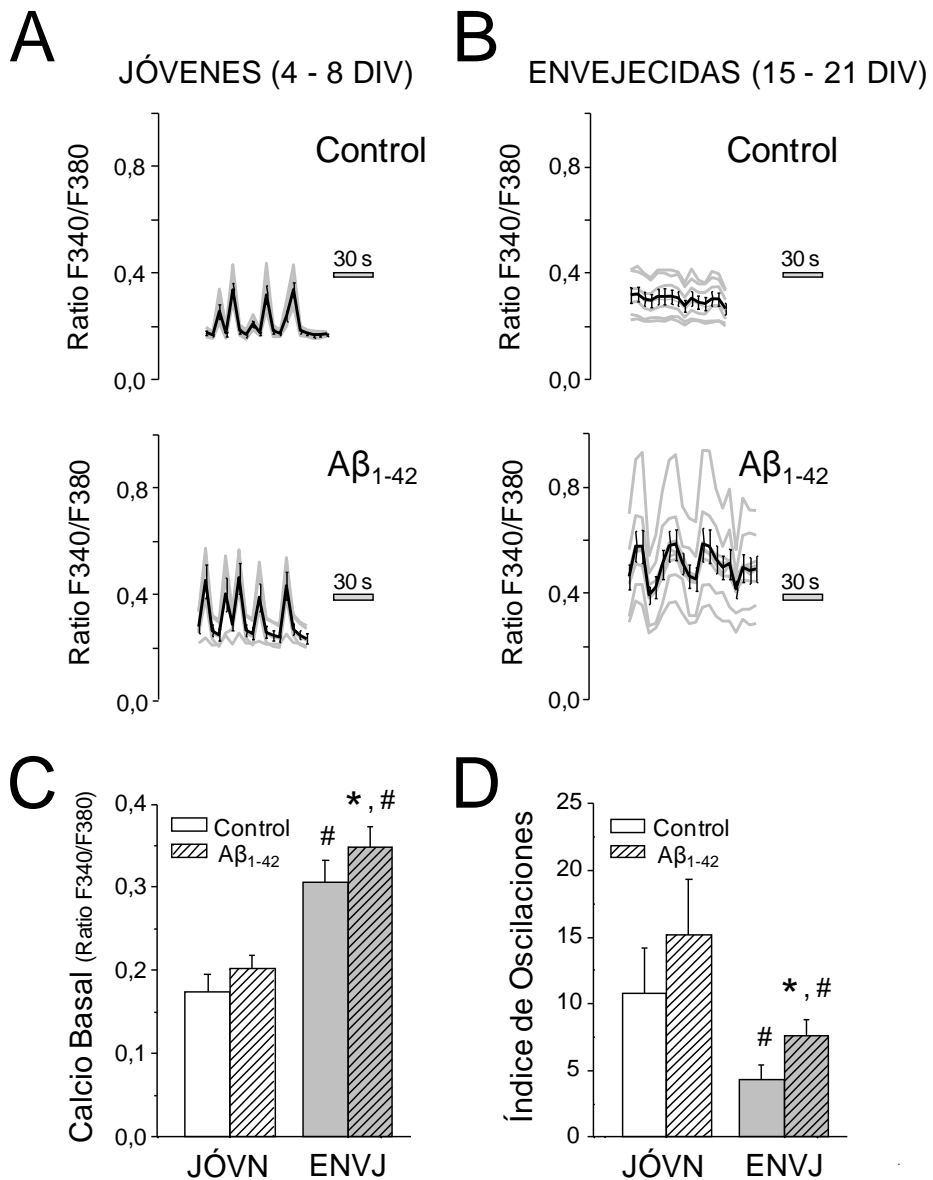 A
JÓVENES (4 - 8 DIV)
Ratio F340/F380
0,8
0,4
0,0
Control
30 s
Ratio F340/F380
0,8
0,4
0,0
Aβ1-42
30 s
B
ENVEJECIDAS (15 - 21 DIV)
Ratio F340/F380
0,8
0,4
0,0
Control
30 s
Ratio F340/F380
0,8
0,4
0,0
Aβ1-42
30 s
C
Calcio Basal (Ratio F340/F380)
0,4
0,3
0,2
0,1
0,0
Control
Aβ1-42
#
*, #
JÓVN ENVJ
D
Índice de Oscilaciones
25
20
15
10
5
0
Control
Aβ1-42
#
*, #
JÓVN ENVJ